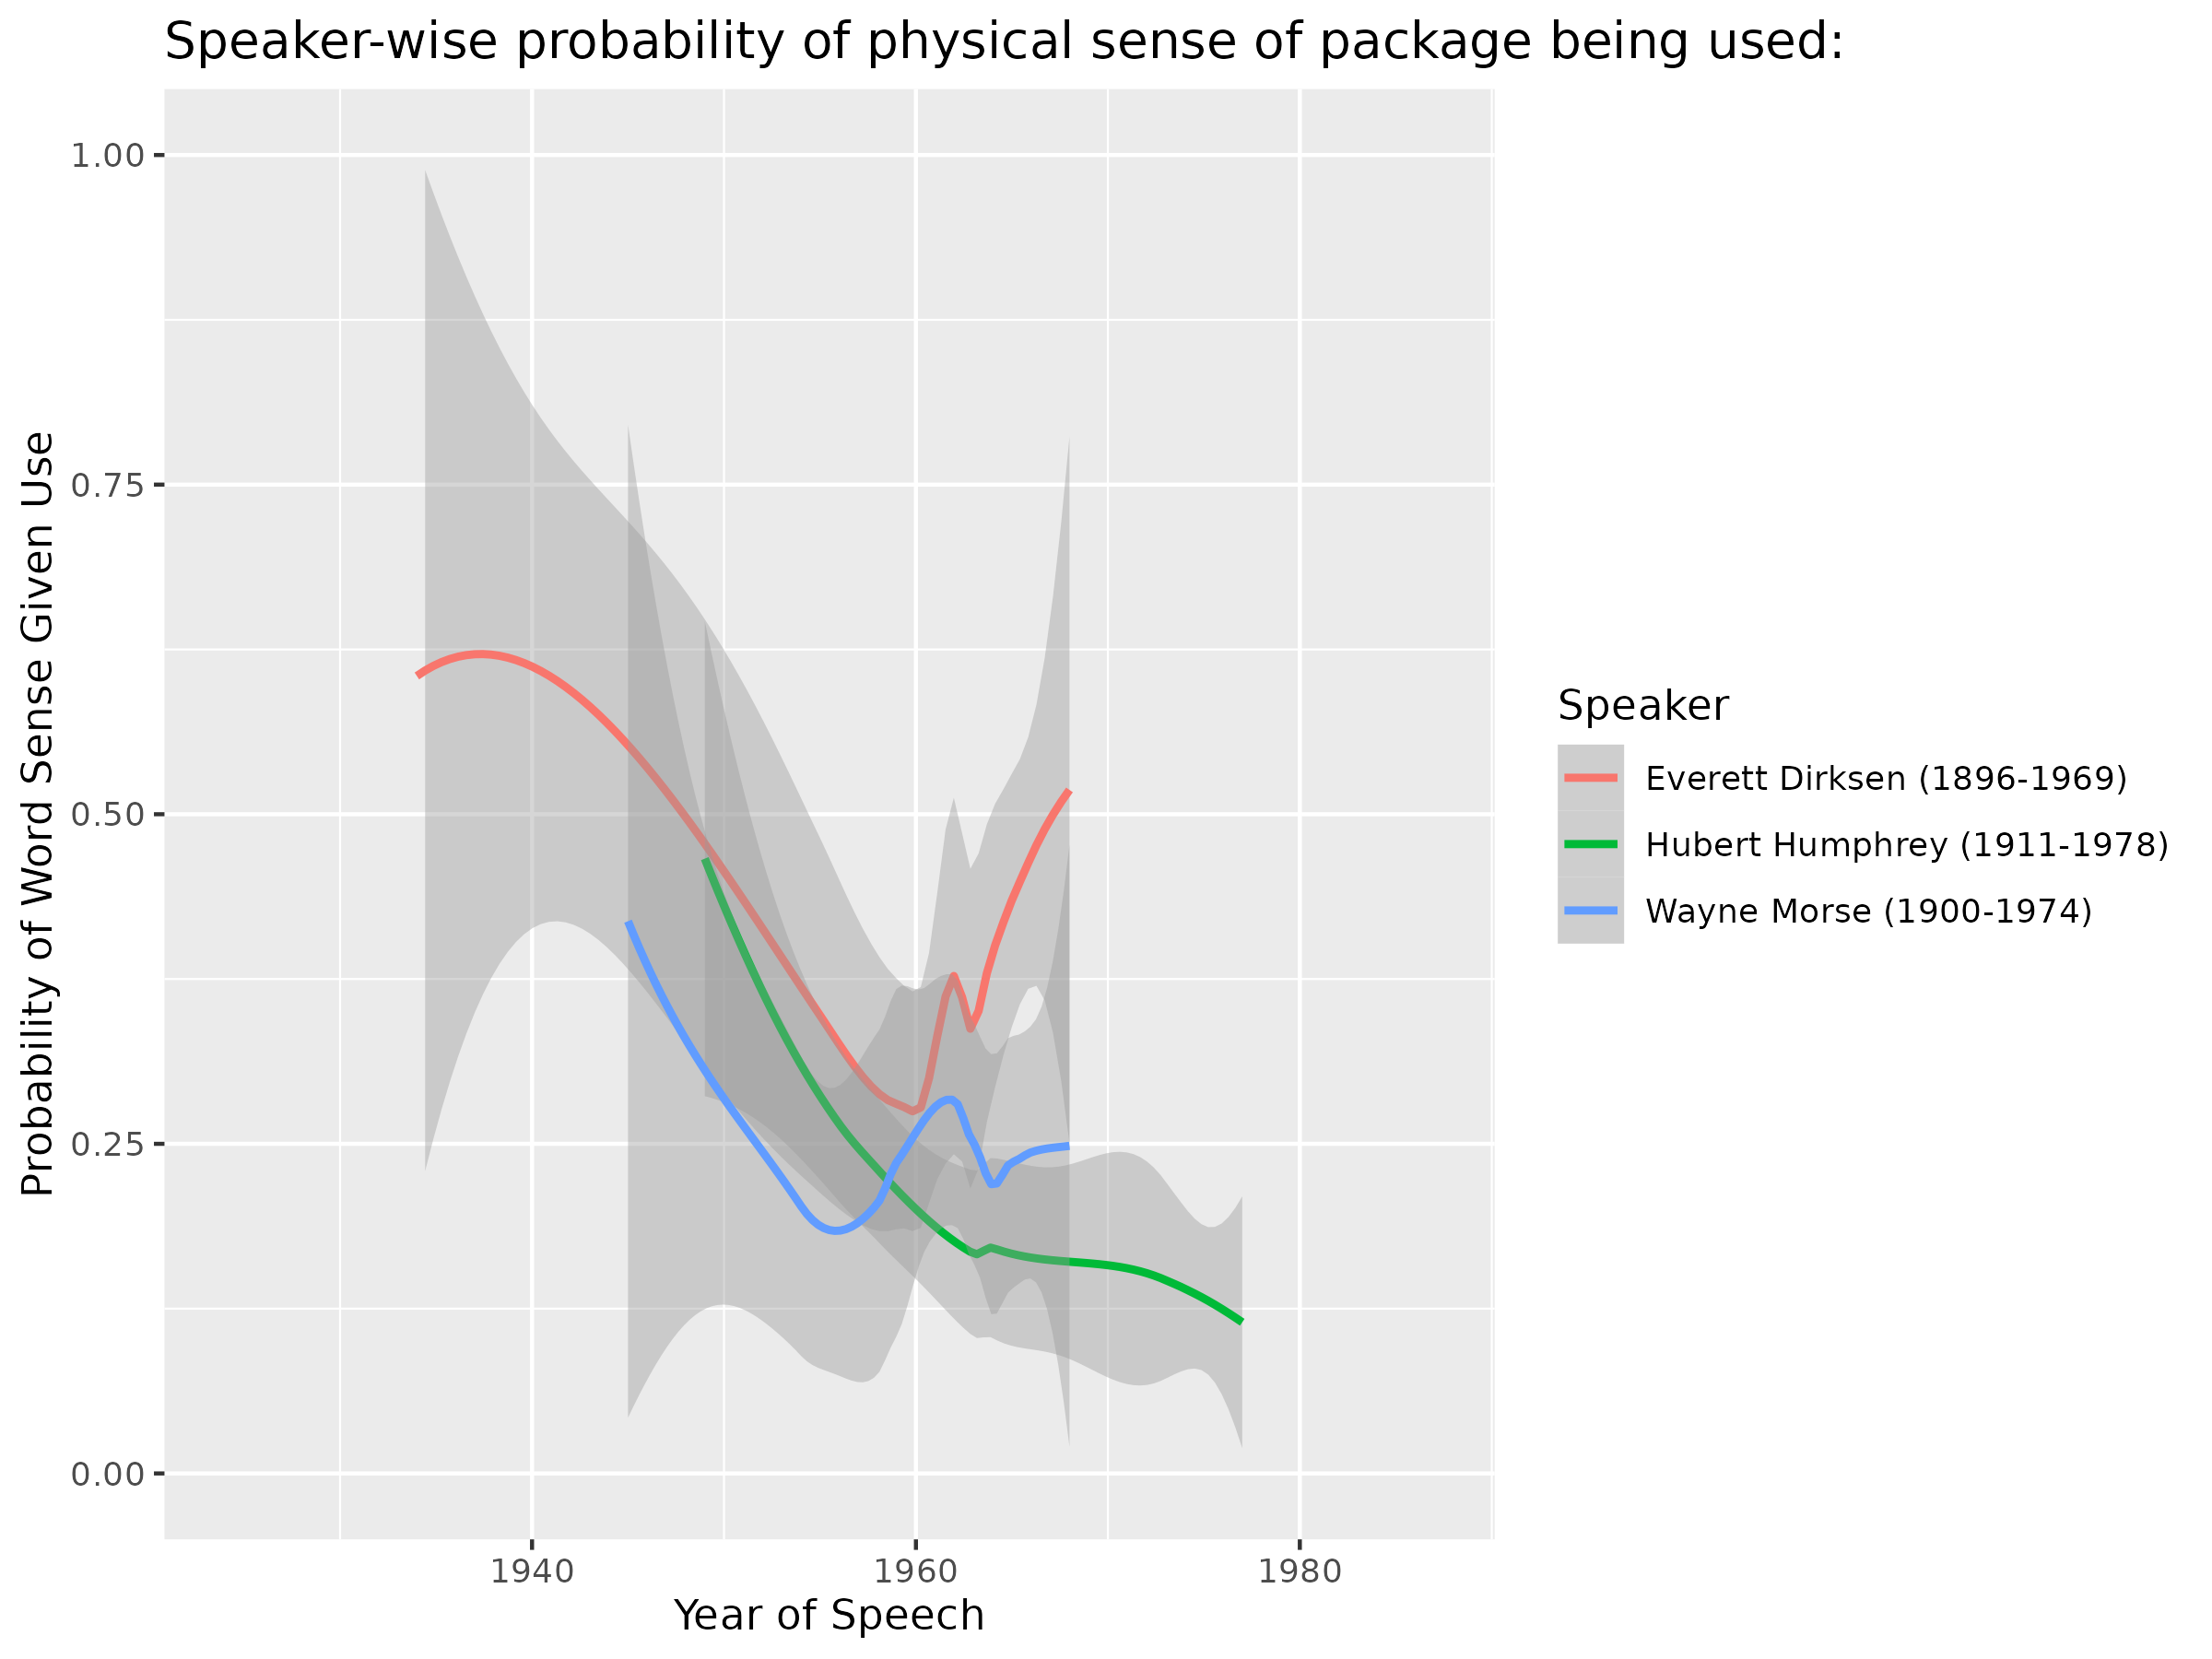 Speaker-wise probability of physical sense of package being used:
Probability of Word Sense Given Use
1.00
0.75
0.50
0.25
0.00
1940
1960
1980
Year of Speech
Speaker
Everett Dirksen (1896-1969)
Hubert Humphrey (1911-1978)
Wayne Morse (1900-1974)